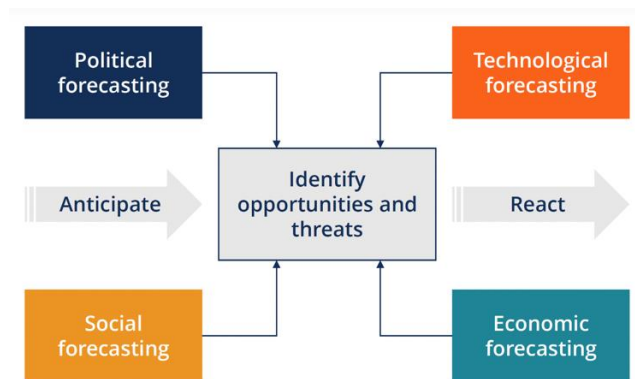 Political
forecasting
Technological
forecasting
Anticipate
Identify
opportunities and
threats
React
Social
forecasting
Economic
forecasting